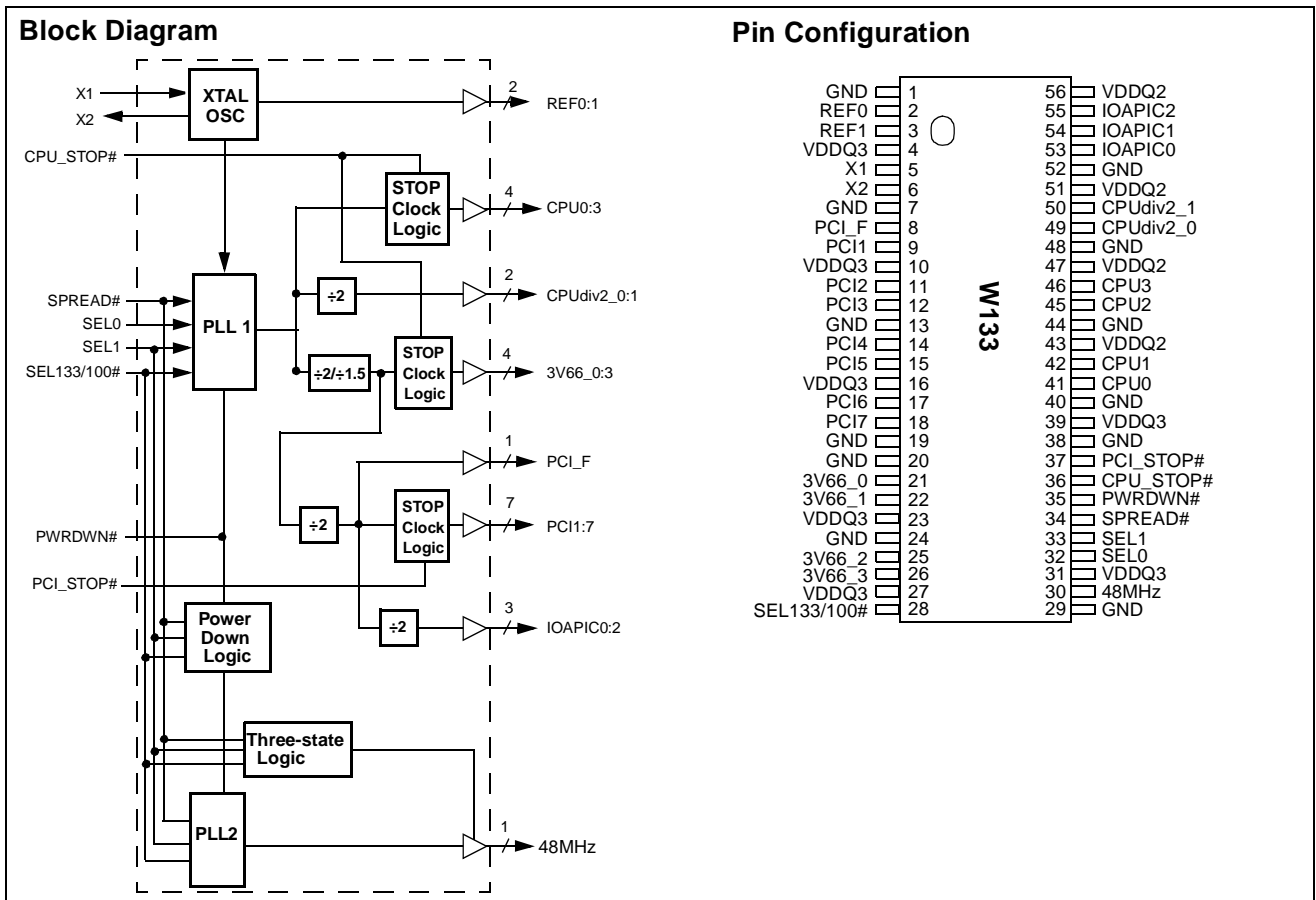 Block Diagram
X1
X2
XTAL
OSC
2
REF0:1
CPU_STOP#
STOP
Clock
Logic
4
CPU0:3
÷2
2
CPUdiv2_0:1
SPREAD#
SEL0
SEL1
SEL133/100#
PLL 1
÷2/÷1.5
STOP
Clock
Logic
4
3V66_0:3
1
PCI_F
÷2
STOP
Clock
Logic
7
PCI1:7
PWRDWN#
PCI_STOP#
Power
Down
Logic
÷2
3
IOAPIC0:2
Three-state
Logic
PLL2
1
48MHz
Pin Configuration
W133
GND 1 56 VDDQ2
REF0 2 55 IOAPIC2
REF1 3 54 IOAPIC1
VDDQ3 4 53 IOAPIC0
X1 5 52 GND
X2 6 51 VDDQ2
GND 7 50 CPUdiv2_1
PCI_F 8 49 CPUdiv2_0
PCI1 9 48 GND
VDDQ3 10 47 VDDQ2
PCI2 11 46 CPU3
PCI3 12 45 CPU2
GND 13 44 GND
PCI4 14 43 VDDQ2
PCI5 15 42 CPU1
VDDQ3 16 41 CPU0
PCI6 17 40 GND
PCI7 18 39 VDDQ3
GND 19 38 GND
GND 20 37 PCI_STOP#
3V66_0 21 36 CPU_STOP#
3V66_1 22 35 PWRDWN#
VDDQ3 23 34 SPREAD#
GND 24 33 SEL1
3V66_2 25 32 SEL0
3V66_3 26 31 VDDQ3
VDDQ3 27 30 48MHz
SEL133/100# 28 29 GND